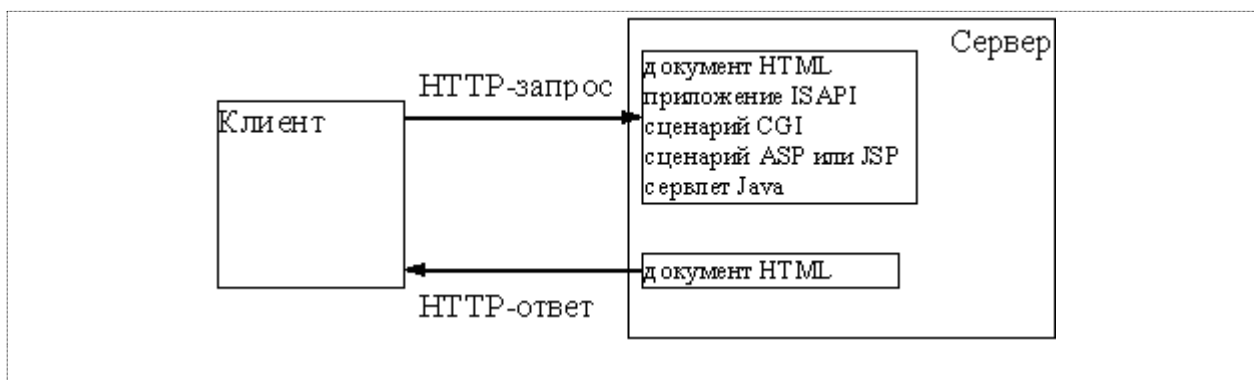 Сервер
документ HTML
приложение ISAPI
сценарий CGI
сценарий ASP или JSP
сервлет Java
HTTP-запрос
Клиент
документ HTML
HTTP-ответ